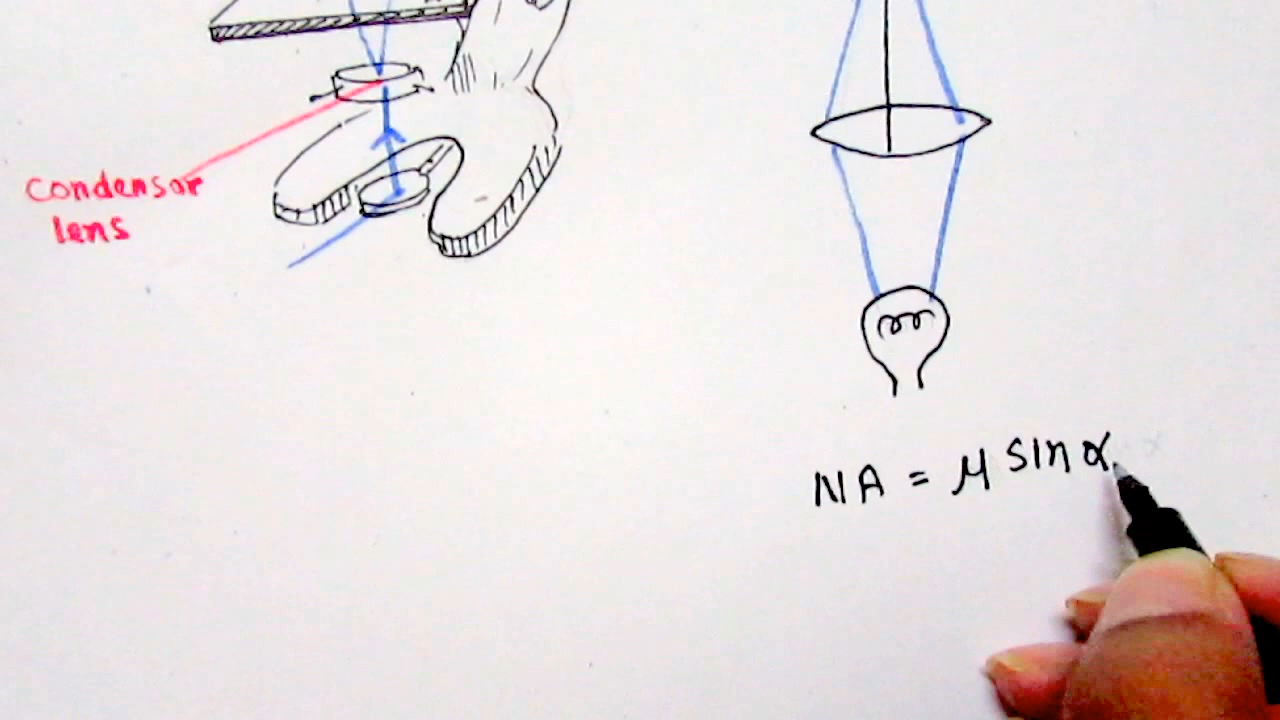 condensor
lens
NA = μ sin α